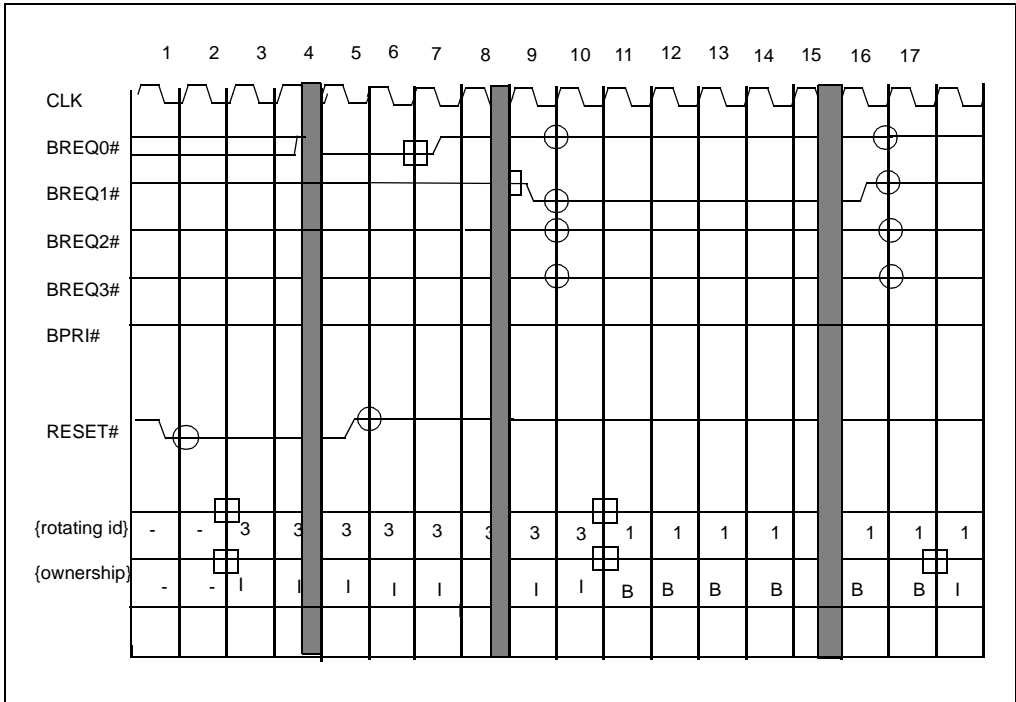 1 2 3 4 5 6 7 8 9 10 11 12 13 14 15 16 17
CLK
BREQ0#
BREQ1#
BREQ2#
BREQ3#
BPRI#
RESET#
{rotating id} - - 3 3 3 3 3 3 3 3 1 1 1 1 1 1 1
{ownership} - - I I I I I I I B B B B B B I